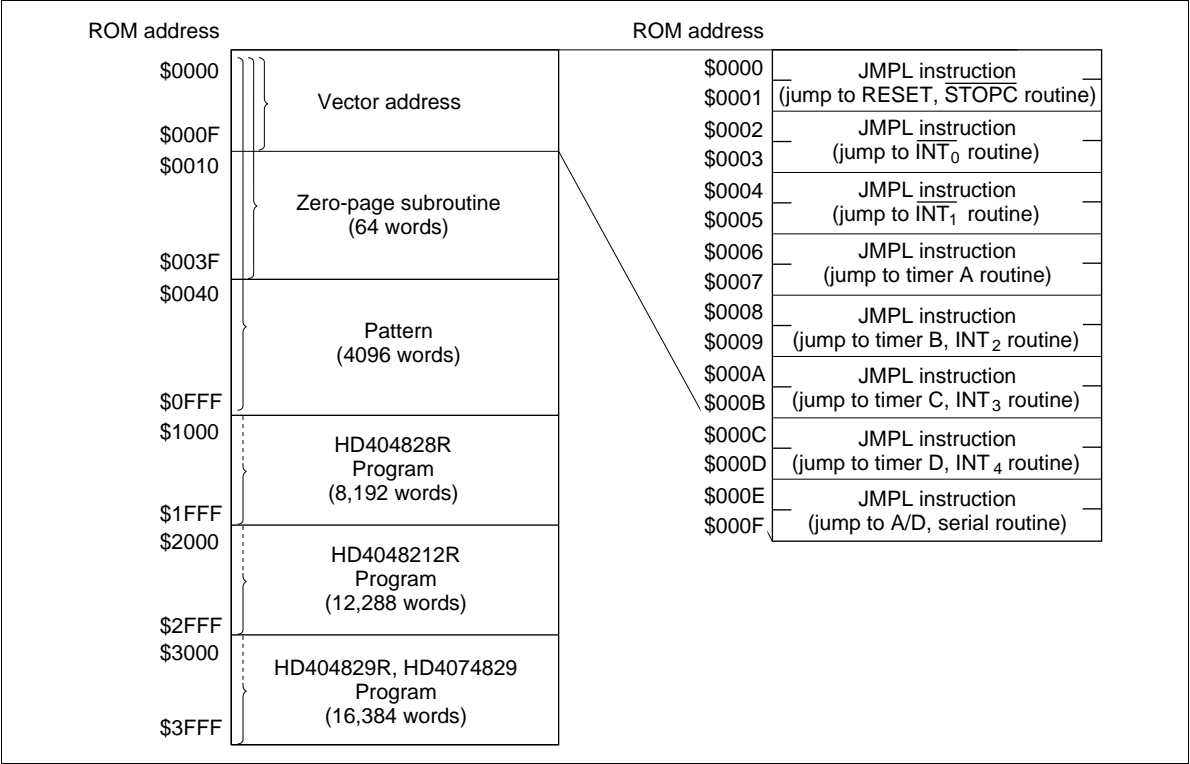 ROM address
$0000
Vector address
$000F
$0010
Zero-page subroutine
(64 words)
$003F
$0040
Pattern
(4096 words)
$0FFF
$1000
HD404828R
Program
(8,192 words)
$1FFF
$2000
HD4048212R
Program
(12,288 words)
$2FFF
$3000
HD404829R, HD4074829
Program
(16,384 words)
$3FFF
ROM address
$0000
JMPL instruction
$0001
(jump to RESET, STOPC routine)
$0002
JMPL instruction
$0003
(jump to INT0 routine)
$0004
JMPL instruction
$0005
(jump to INT1 routine)
$0006
JMPL instruction
$0007
(jump to timer A routine)
$0008
JMPL instruction
$0009
(jump to timer B, INT2 routine)
$000A
JMPL instruction
$000B
(jump to timer C, INT3 routine)
$000C
JMPL instruction
$000D
(jump to timer D, INT4 routine)
$000E
JMPL instruction
$000F
(jump to A/D, serial routine)